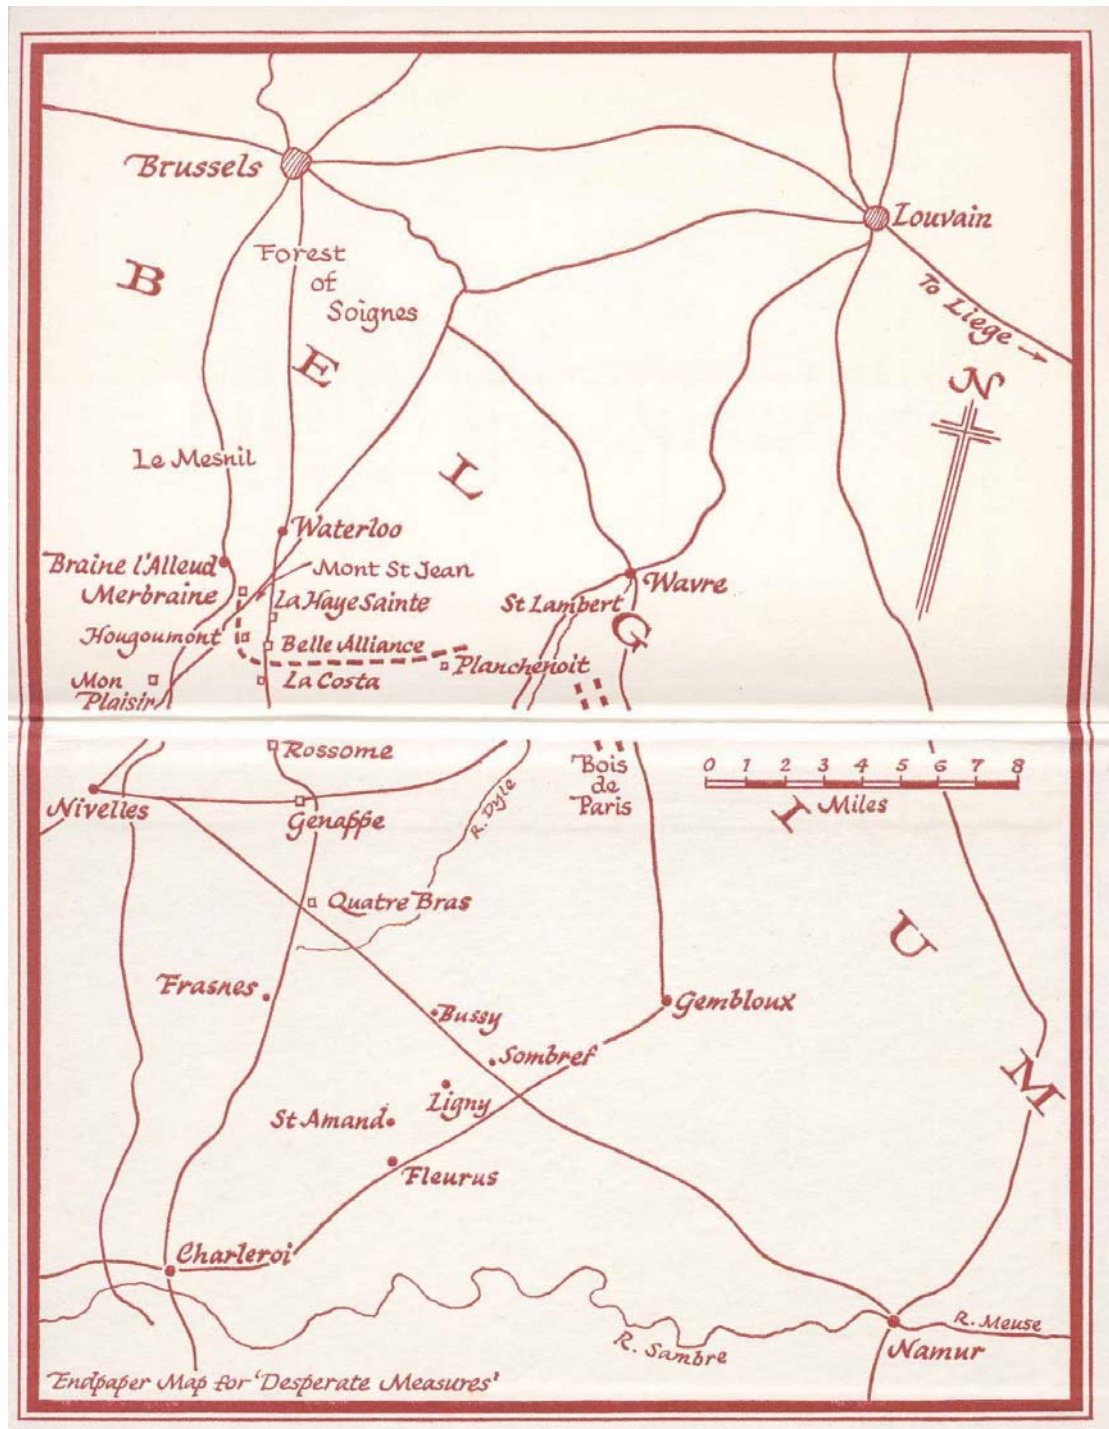 Brussels
Louvain
Forest
of
Soignes
To Liege
N
B
E
L
G
I
U
M
Le Mesnil
Waterloo
Braine l'Alleud
Mont St Jean
Merbraine
La Haye Sainte
Wavre
St Lambert
Hougoumont
Belle Alliance
Planchenoit
Mon
Plaisir
La Costa
Rossome
Bois
de
Paris
0 1 2 3 4 5 6 7 8
Miles
Nivelles
Genappe
R. Dyle
Quatre Bras
Frasnes
Bussy
Gembloux
Sombref
Ligny
St Amand
Fleurus
Charleroi
R. Sambre
R. Meuse
Namur
Endpaper Map for 'Desperate Measures'